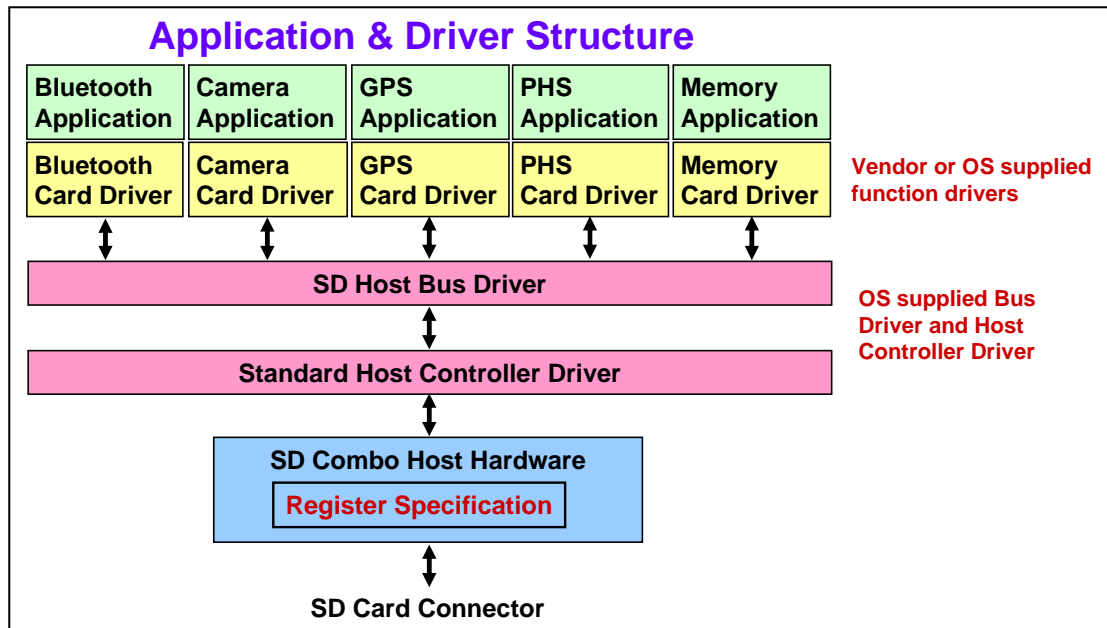 Application & Driver Structure
Bluetooth
Application
Camera
Application
GPS
Application
PHS
Application
Memory
Application
Bluetooth
Card Driver
Camera
Card Driver
GPS
Card Driver
PHS
Card Driver
Memory
Card Driver
Vendor or OS supplied
function drivers
SD Host Bus Driver
OS supplied Bus
Driver and Host
Controller Driver
Standard Host Controller Driver
SD Combo Host Hardware
Register Specification
SD Card Connector